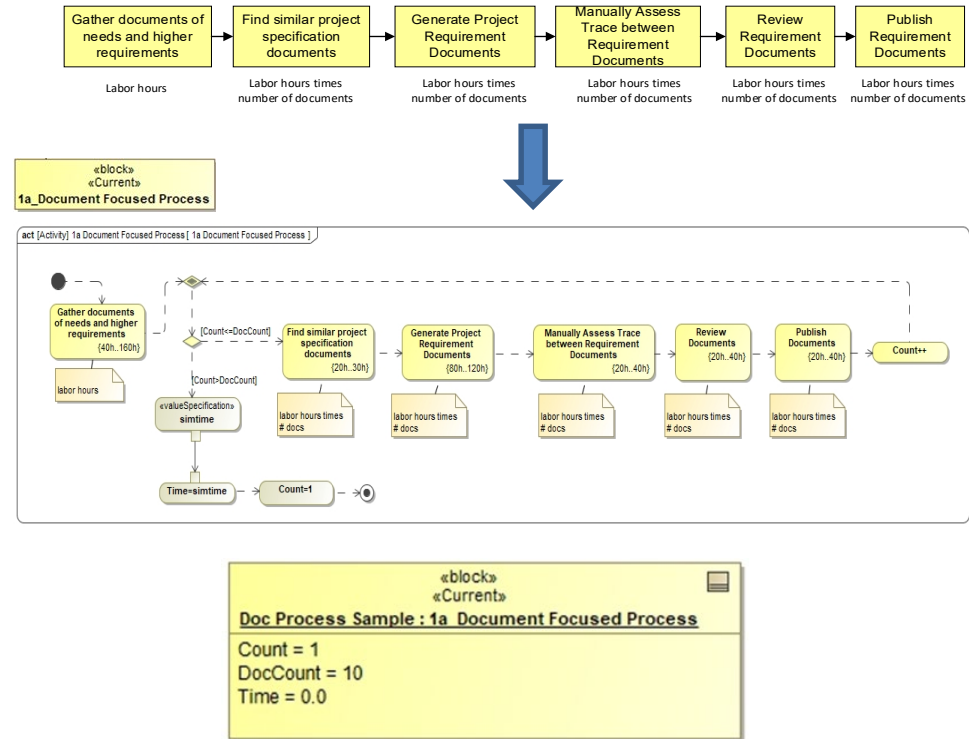 Gather documents of
needs and higher
requirements
Find similar project
specification
documents
Generate Project
Requirement
Documents
Manually Assess
Trace between
Requirement
Documents
Review
Requirement
Documents
Publish
Requirement
Documents
Labor hours
Labor hours times
number of documents
Labor hours times
number of documents
Labor hours times
number of documents
Labor hours times
number of documents
Labor hours times
number of documents
«block»
«Current»
1a_Document Focused Process
act [Activity] 1a Document Focused Process [ 1a Document Focused Process ]
Gather documents
of needs and higher
requirements
{40h..160h}
labor hours
[Count<=DocCount]
[Count>DocCount]
Find similar project
specification
documents
{20h..30h}
labor hours times
# docs
Generate Project
Requirement
Documents
{80h..120h}
labor hours times
# docs
Manually Assess Trace
between Requirement
Documents
{20h..40h}
labor hours times
# docs
Review
Documents
{20h..40h}
labor hours times
# docs
Publish
Documents
{20h..40h}
labor hours times
# docs
Count++
«valueSpecification»
simtime
Time=simtime
Count=1
«block»
«Current»
Doc Process Sample : 1a_Document Focused Process
Count = 1
DocCount = 10
Time = 0.0